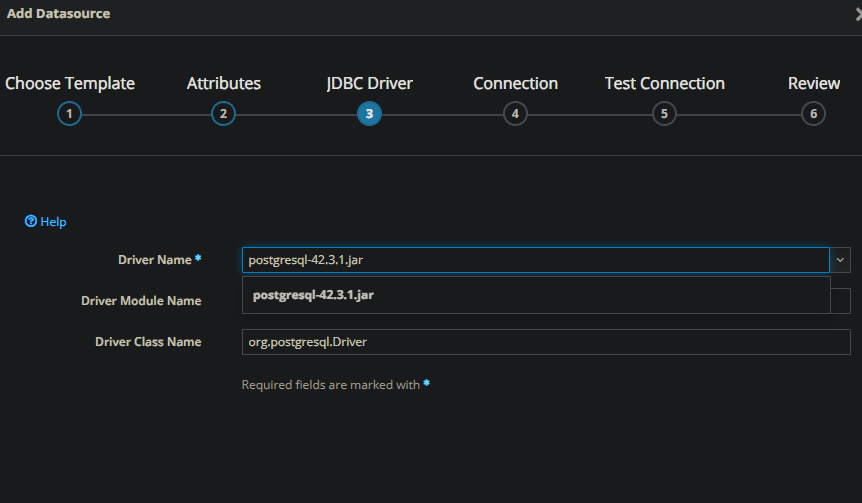 Add Datasource
Choose Template Attributes JDBC Driver Connection Test Connection Review
1 2 3 4 5 6
Help
Driver Name * postgresql-42.3.1.jar
postgresql-42.3.1.jar
Driver Module Name
Driver Class Name org.postgresql.Driver
Required fields are marked with *